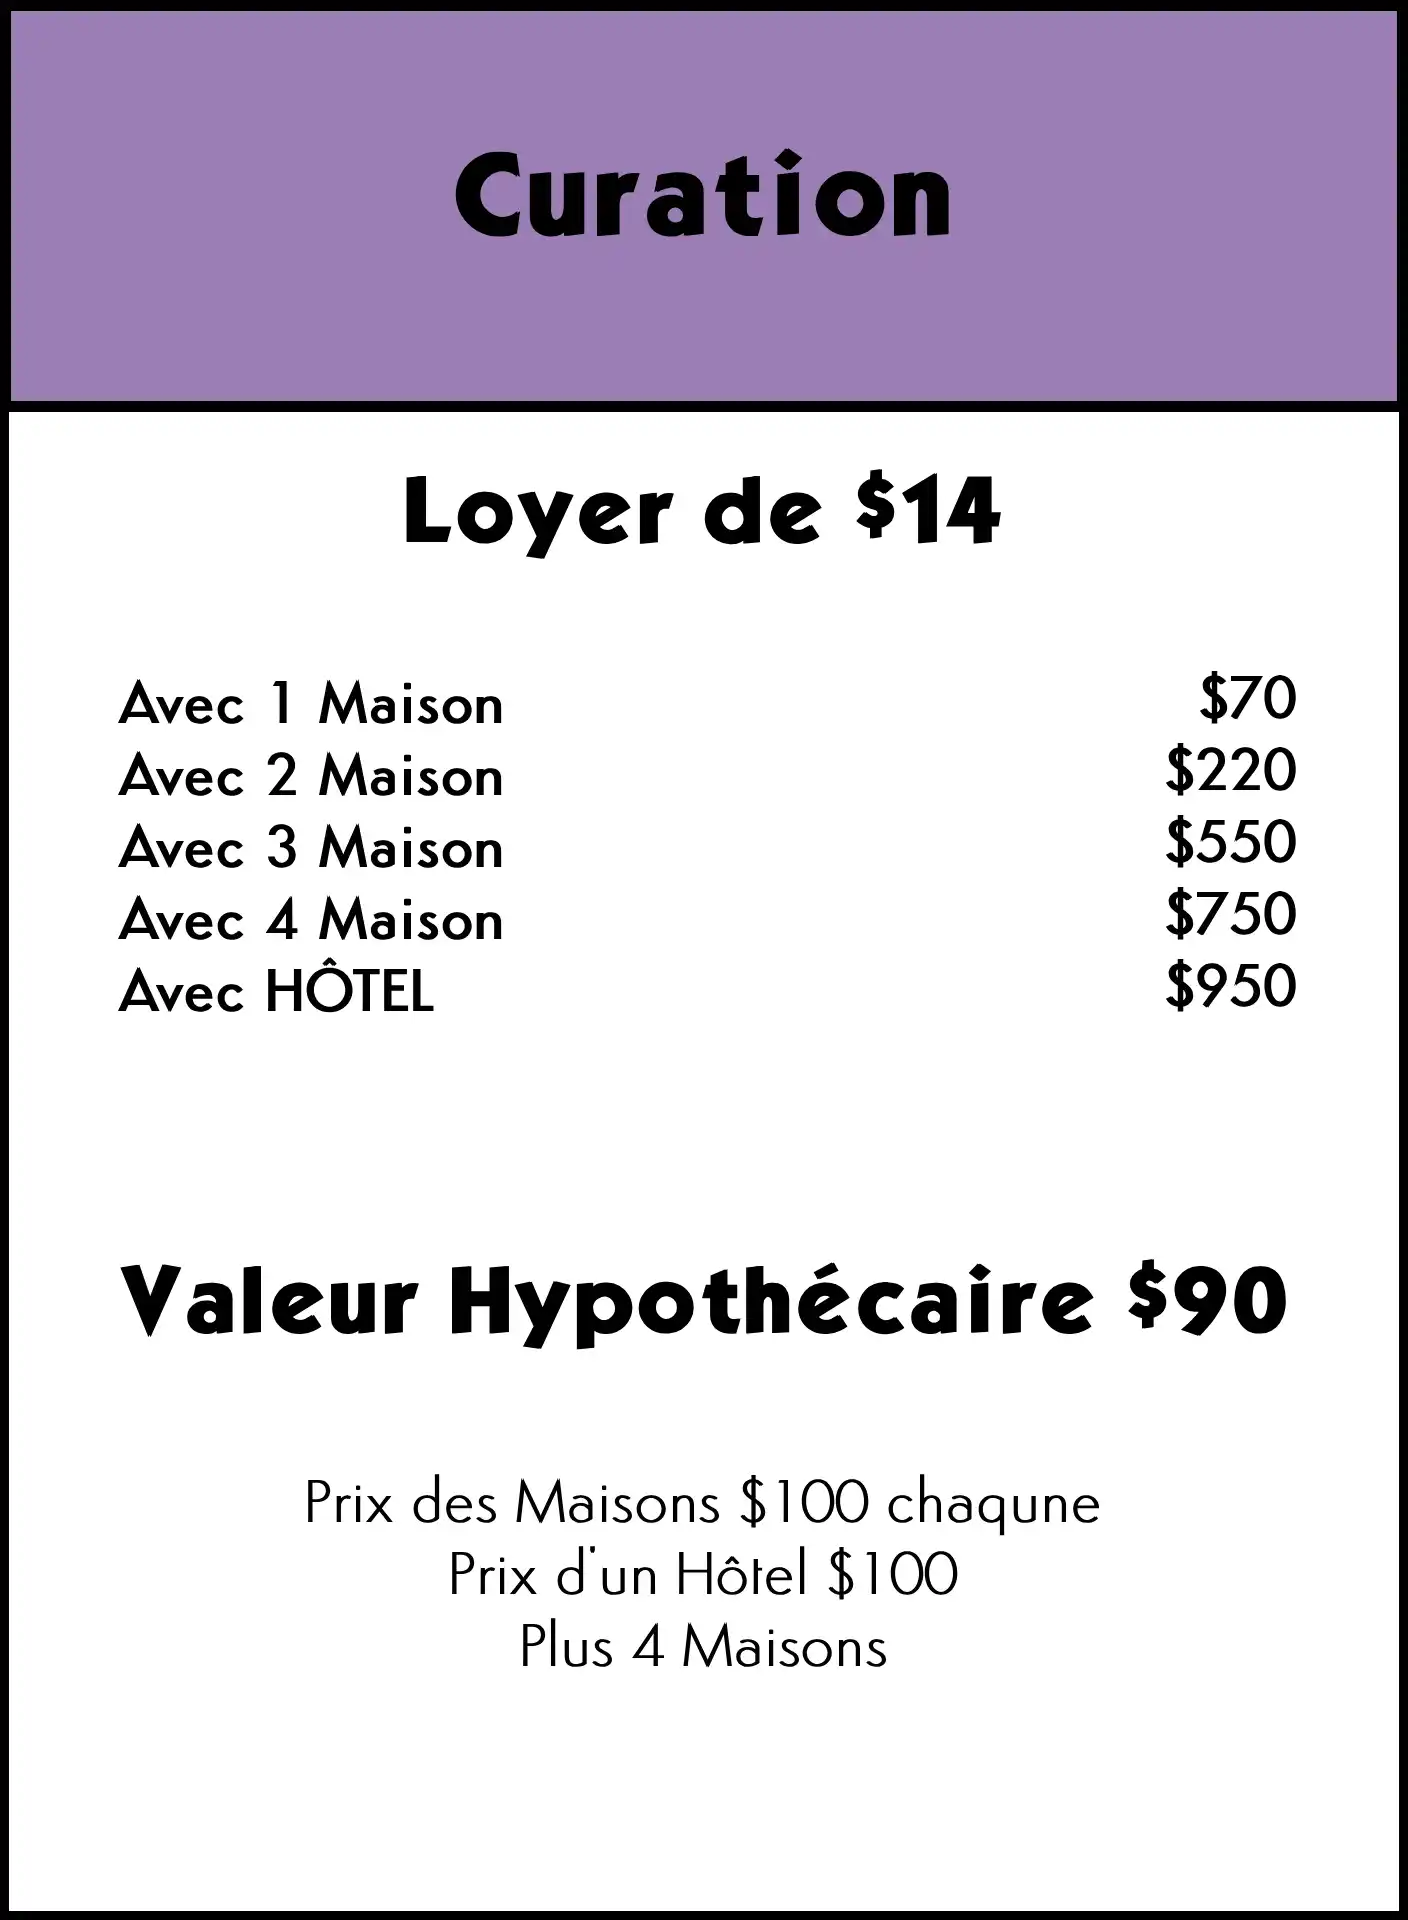 Curation
Loyer de $14
Avec 1 Maison $70
Avec 2 Maison $220
Avec 3 Maison $550
Avec 4 Maison $750
Avec HÔTEL $950
Valeur Hypothécaire $90
Prix des Maisons $100 chaqune
Prix d'un Hôtel $100
Plus 4 Maisons